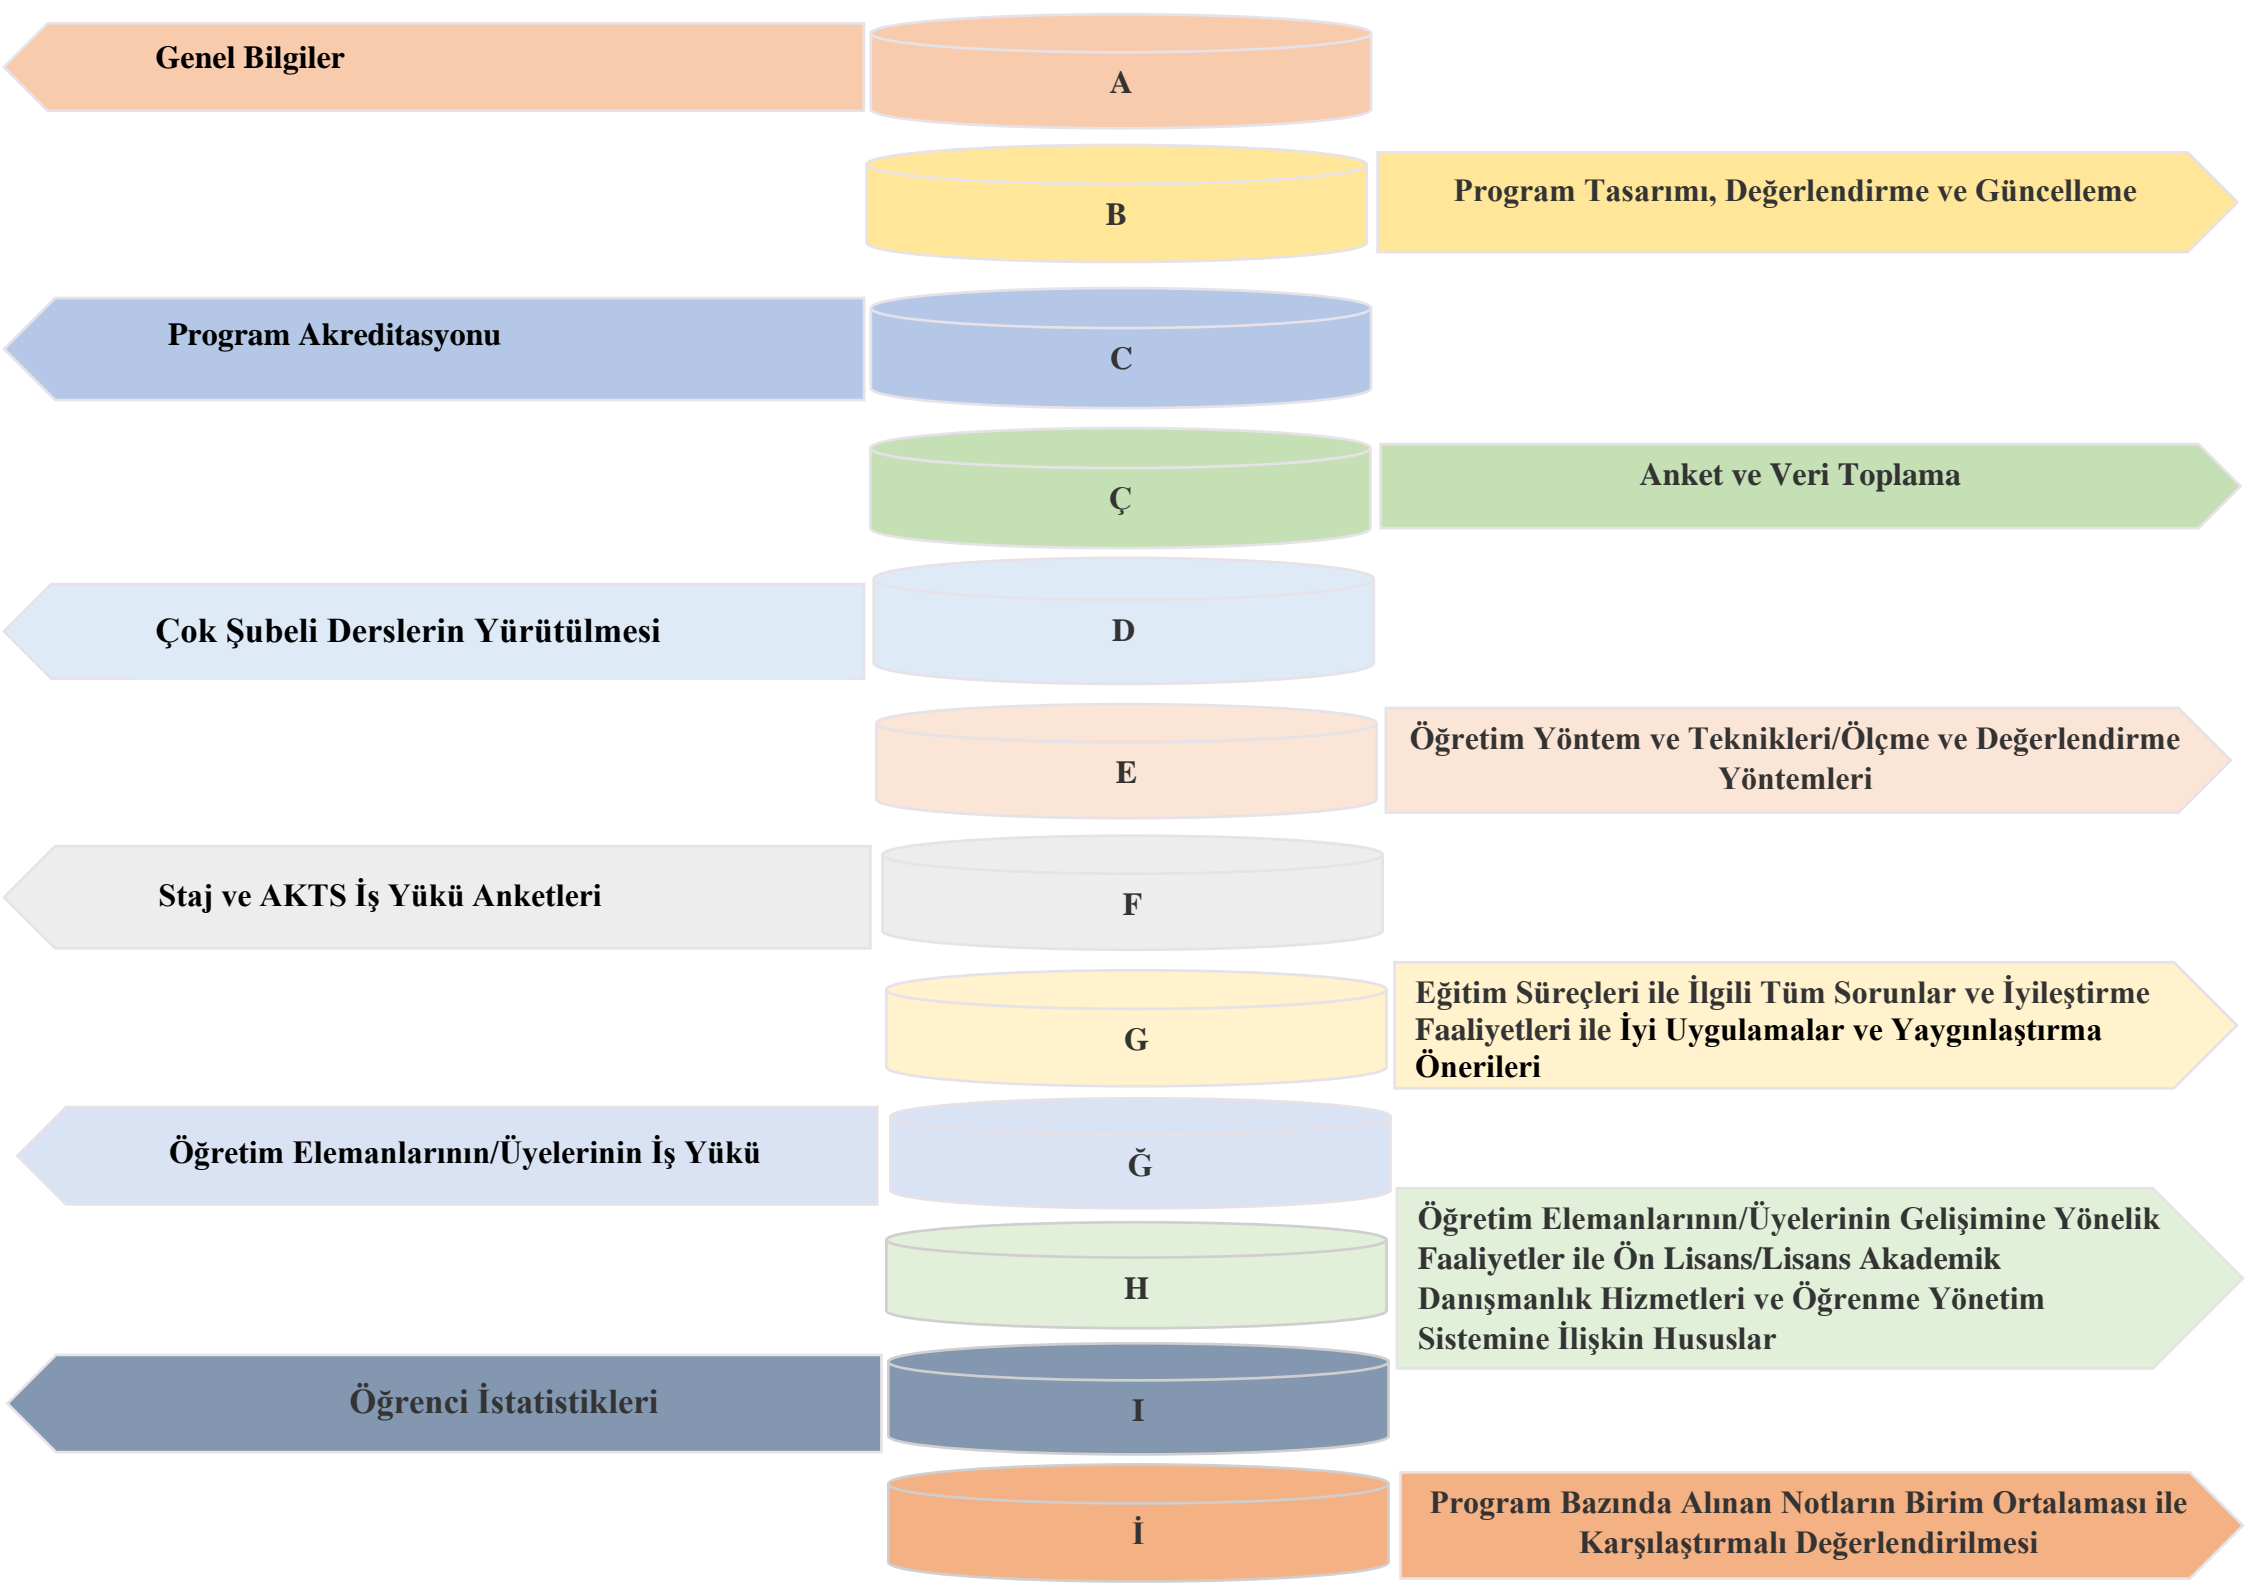 Genel Bilgiler
A
B
Program Tasarımı, Değerlendirme ve Güncelleme
Program Akreditasyonu
C
Ç
Anket ve Veri Toplama
Çok Şubeli Derslerin Yürütülmesi
D
E
Öğretim Yöntem ve Teknikleri/Ölçme ve Değerlendirme
Yöntemleri
Staj ve AKTS İş Yükü Anketleri
F
G
Eğitim Süreçleri ile İlgili Tüm Sorunlar ve İyileştirme
Faaliyetleri ile İyi Uygulamalar ve Yaygınlaştırma
Önerileri
Öğretim Elemanlarının/Üyelerinin İş Yükü
Ğ
H
Öğretim Elemanlarının/Üyelerinin Gelişimine Yönelik
Faaliyetler ile Ön Lisans/Lisans Akademik
Danışmanlık Hizmetleri ve Öğrenme Yönetim
Sistemine İlişkin Hususlar
Öğrenci İstatistikleri
I
İ
Program Bazında Alınan Notların Birim Ortalaması ile
Karşılaştırmalı Değerlendirilmesi